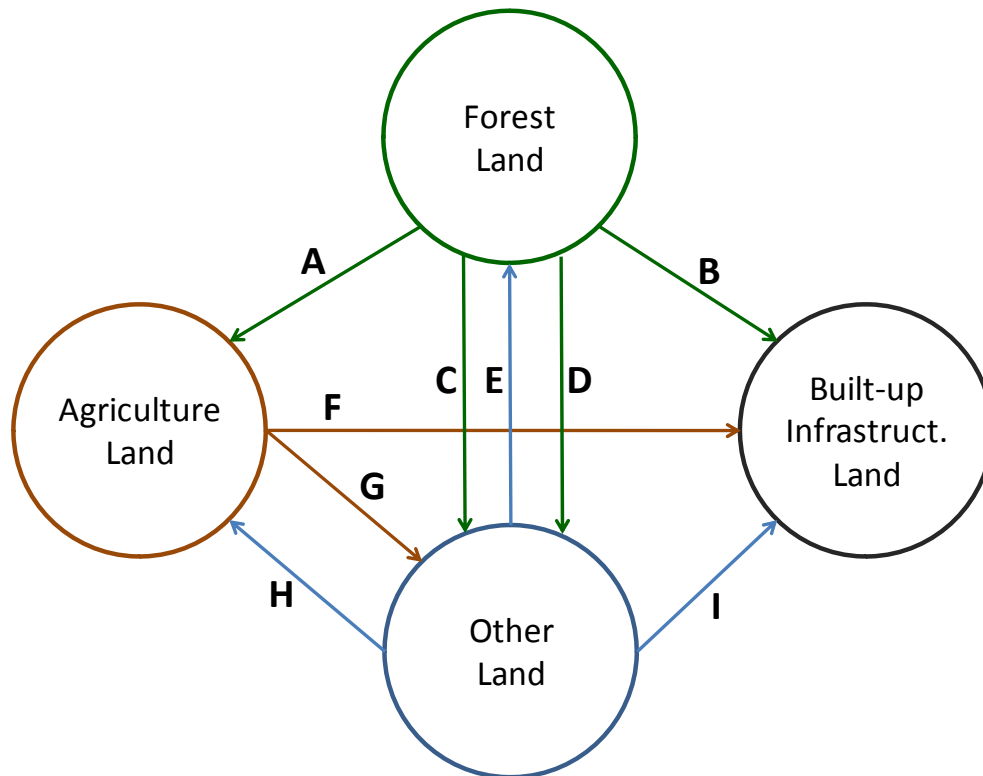 Forest
Land
A
B
C
E
D
Agriculture
Land
F
Built-up
Infrastruct.
Land
G
H
I
Other
Land